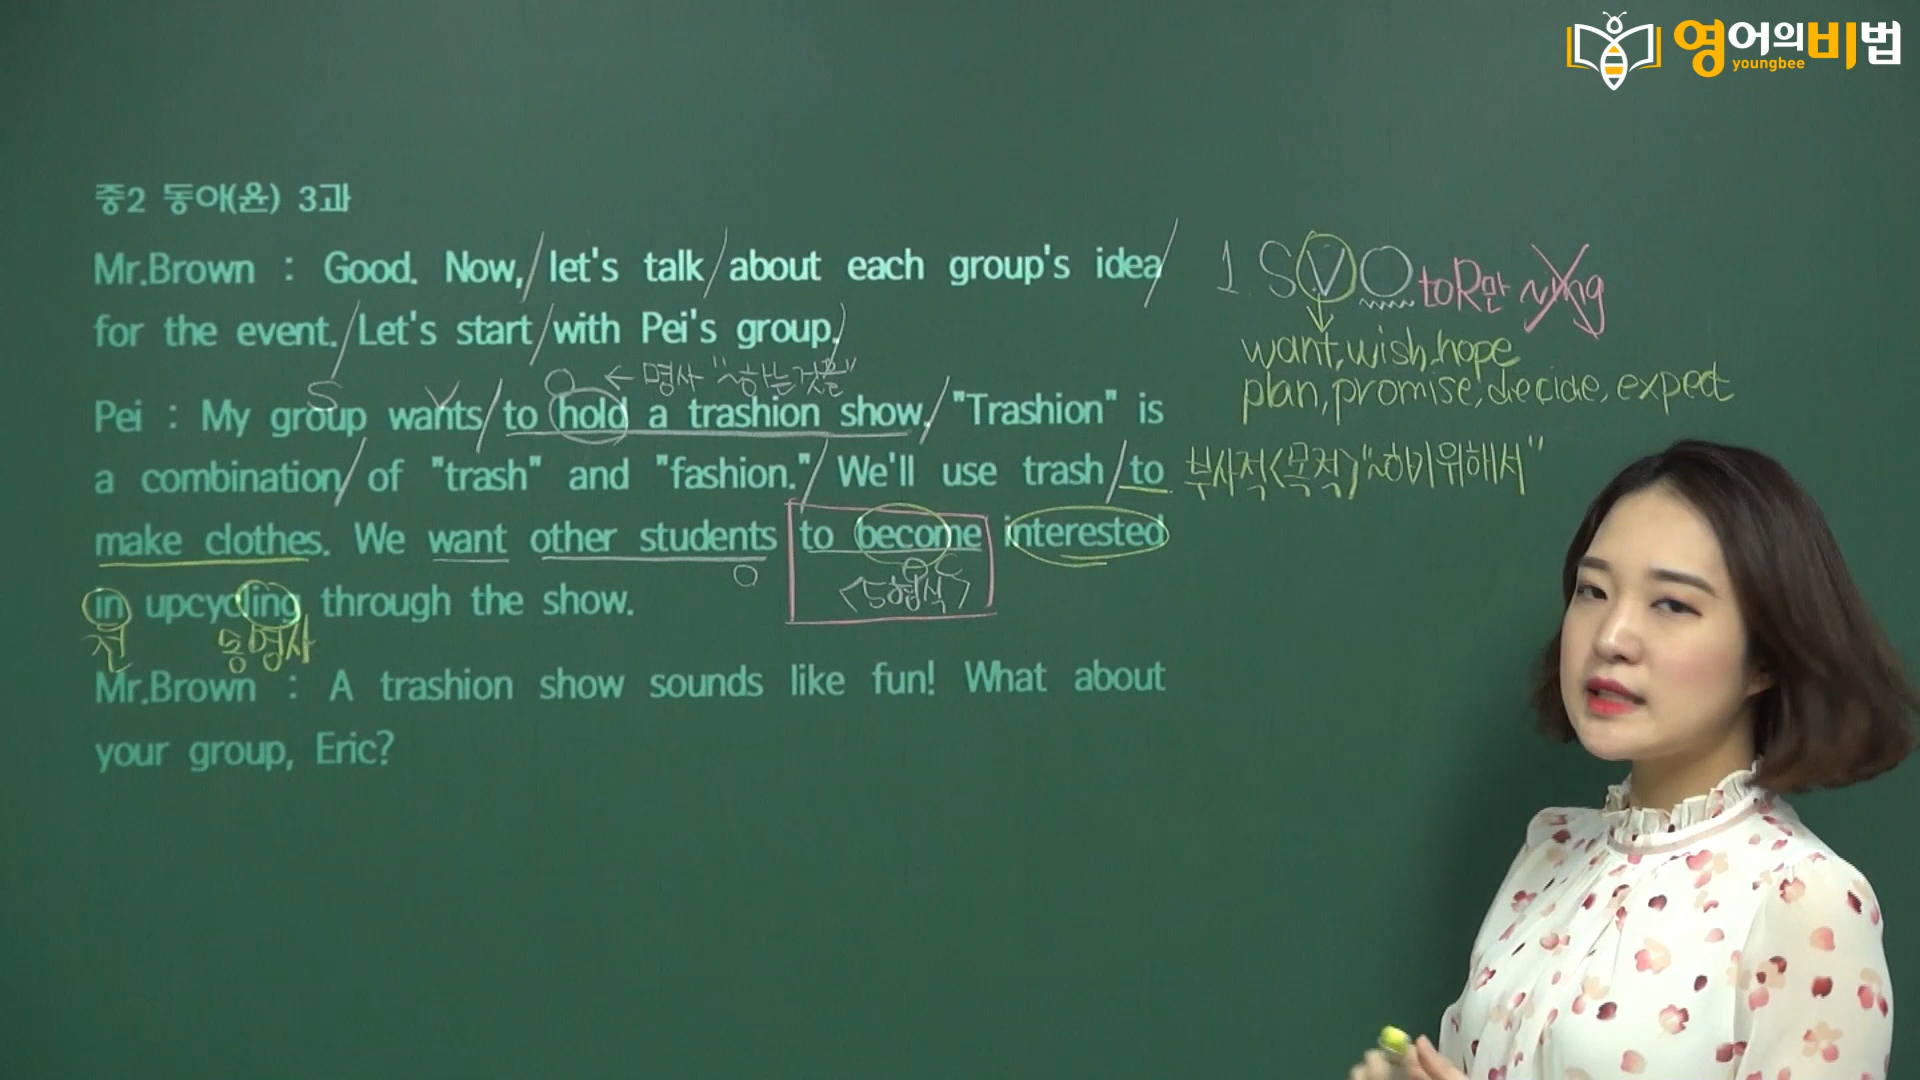 영어의비법
youngbee
중2 동아(윤) 3과
Mr.Brown : Good. Now, let's talk about each group's idea
for the event. Let's start with Pei's group.
Pei : My group wants to hold a trashion show. "Trashion" is
a combination of "trash" and "fashion." We'll use trash to
make clothes. We want other students to become interested
in upcycling through the show.
Mr.Brown : A trashion show sounds like fun! What about
your group, Eric?
S V O ← 명사 "~하는것을"
O
<5형식>
전 동명사
1. S V O to R만 ~ing
want, wish, hope
plan, promise, decide, expect
부사적<목적> "~하기위해서"